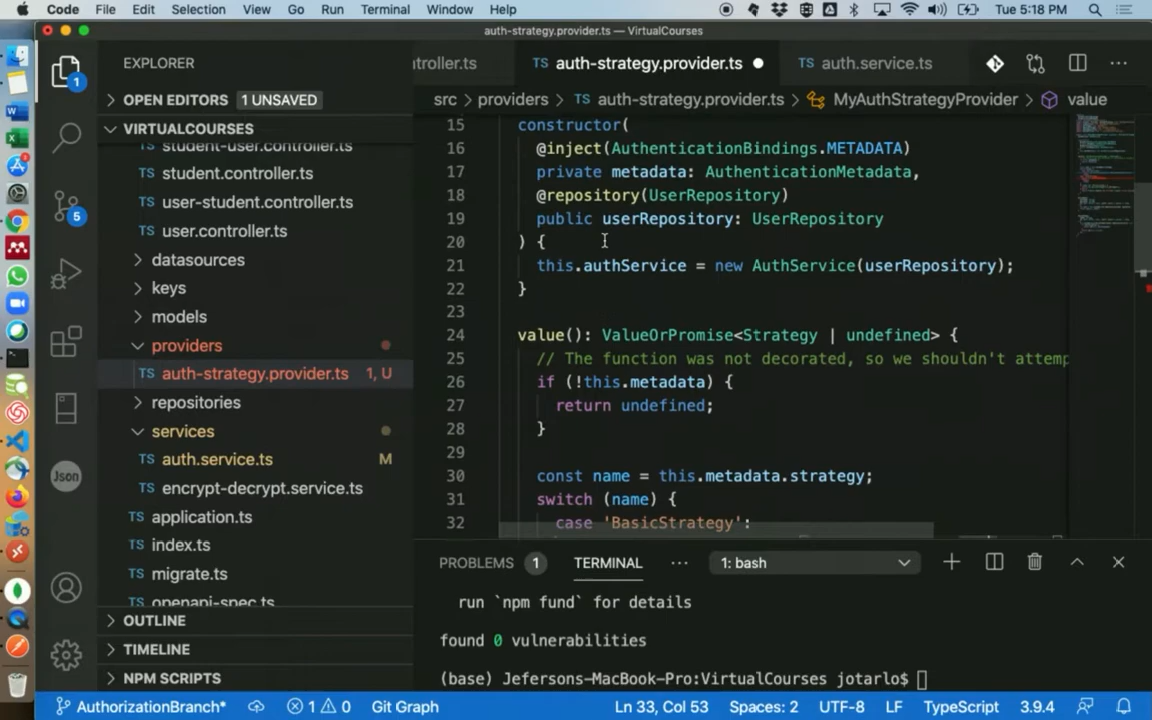 Code File Edit Selection View Go Run Terminal Window Help Tue 5:18 PM
auth-strategy.provider.ts — VirtualCourses
EXPLORER
OPEN EDITORS 1 UNSAVED
VIRTUALCOURSES
student-user.controller.ts
student.controller.ts
user-student.controller.ts
user.controller.ts
datasources
keys
models
providers
TS auth-strategy.provider.ts 1, U
repositories
services
TS auth.service.ts M
TS encrypt-decrypt.service.ts
TS application.ts
TS index.ts
TS migrate.ts
TS openapi-spec.ts
OUTLINE
TIMELINE
NPM SCRIPTS
1
5
Json
troller.ts TS auth-strategy.provider.ts TS auth.service.ts
src > providers > TS auth-strategy.provider.ts > MyAuthStrategyProvider > value
15 constructor(
16 @inject(AuthenticationBindings.METADATA)
17 private metadata: AuthenticationMetadata,
18 @repository(UserRepository)
19 public userRepository: UserRepository
20 ) {
21 this.authService = new AuthService(userRepository);
22 }
23
24 value(): ValueOrPromise<Strategy | undefined> {
25 // The function was not decorated, so we shouldn't attemp
26 if (!this.metadata) {
27 return undefined;
28 }
29
30 const name = this.metadata.strategy;
31 switch (name) {
32 case 'BasicStrategy':
PROBLEMS 1 TERMINAL ··· 1: bash
run `npm fund` for details
found 0 vulnerabilities
(base) Jefersons-MacBook-Pro:VirtualCourses jotarlo$
AuthorizationBranch* 1 0 Git Graph Ln 33, Col 53 Spaces: 2 UTF-8 LF TypeScript 3.9.4